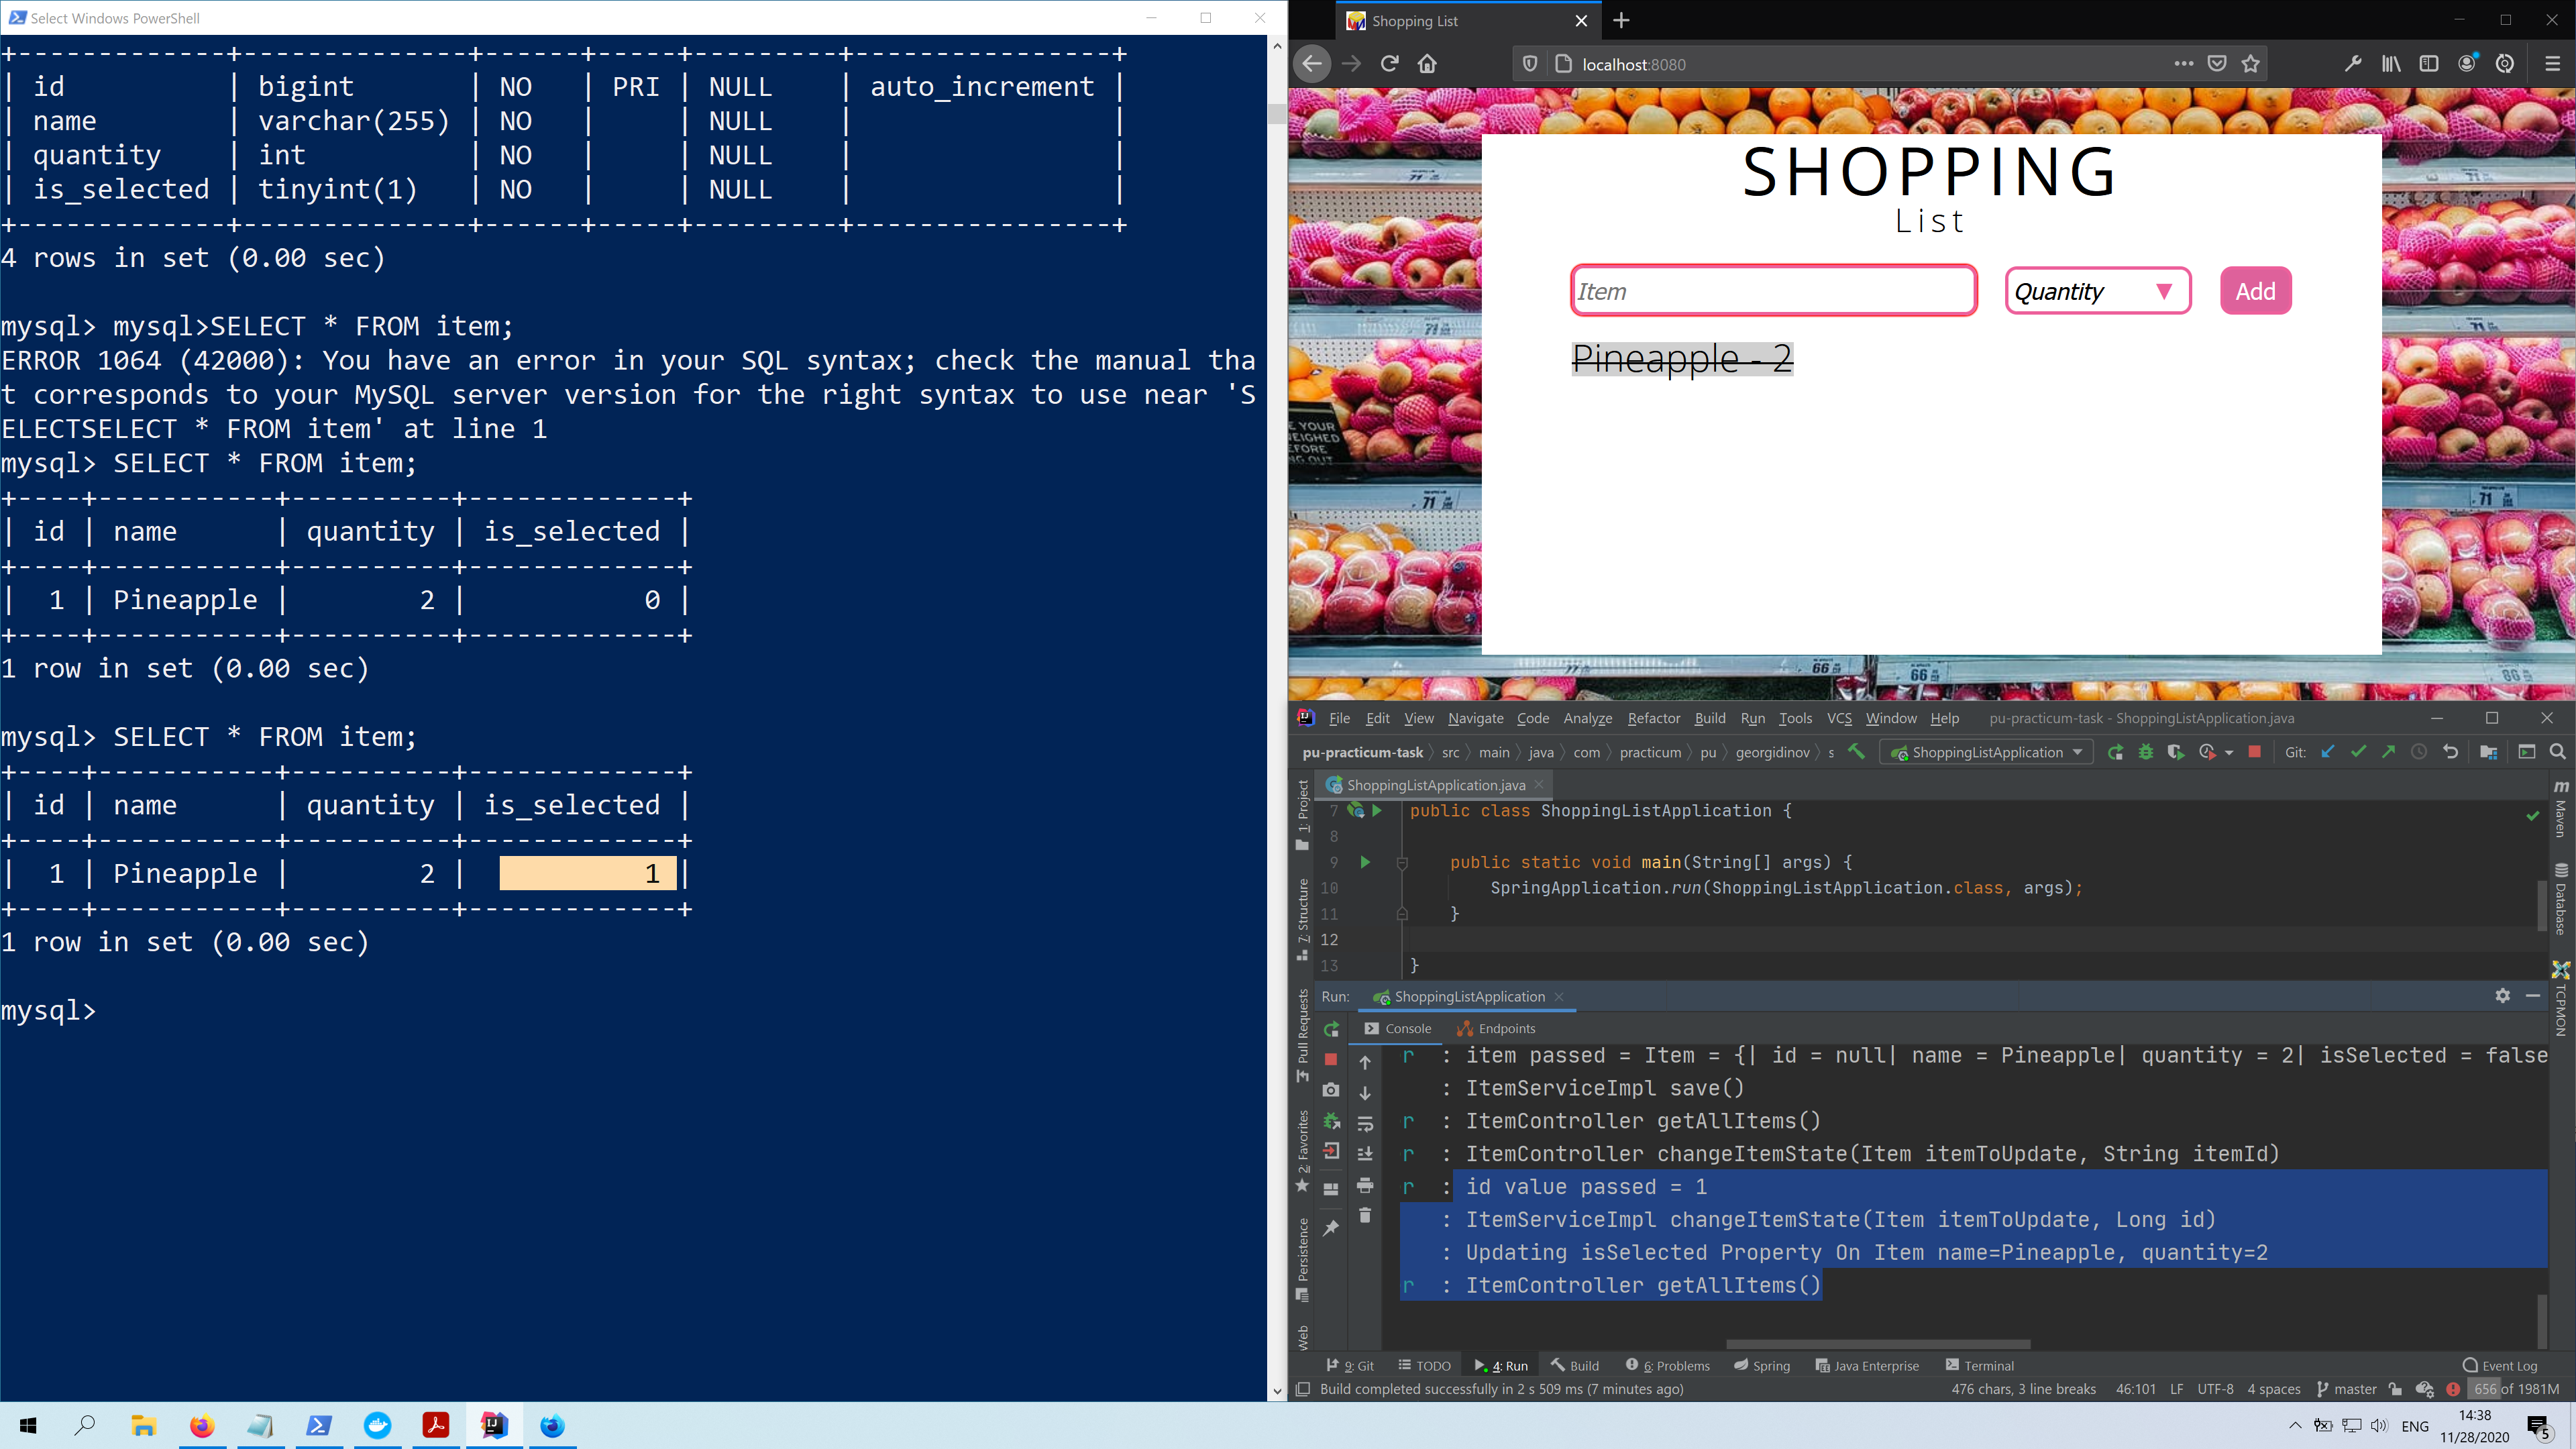 Select Windows PowerShell
+------------+--------------+------+-----+---------+----------------+
| id | bigint | NO | PRI | NULL | auto_increment |
| name | varchar(255) | NO | | NULL | |
| quantity | int | NO | | NULL | |
| is_selected | tinyint(1) | NO | | NULL | |
4 rows in set (0.00 sec)
mysql> mysql>SELECT * FROM item;
ERROR 1064 (42000): You have an error in your SQL syntax; check the manual tha
t corresponds to your MySQL server version for the right syntax to use near 'S
ELECTSELECT * FROM item' at line 1
mysql> SELECT * FROM item;
| id | name | quantity | is_selected |
| 1 | Pineapple | 2 | 0 |
1 row in set (0.00 sec)
mysql> SELECT * FROM item;
| id | name | quantity | is_selected |
| 1 | Pineapple | 2 | 1 |
1 row in set (0.00 sec)
mysql>
Shopping List
localhost:8080
SHOPPING
List
Item
Quantity
Add
Pineapple - 2
71
66
File Edit View Navigate Code Analyze Refactor Build Run Tools VCS Window Help pu-practicum-task - ShoppingListApplication.java
pu-practicum-task src main java com practicum pu georgidinov s ShoppingListApplication Git:
ShoppingListApplication.java
7 public class ShoppingListApplication {
8
9 public static void main(String[] args) {
10 SpringApplication.run(ShoppingListApplication.class, args);
11 }
12
13 }
Run: ShoppingListApplication
Console Endpoints
r : item passed = Item = {| id = null| name = Pineapple| quantity = 2| isSelected = false
: ItemServiceImpl save()
r : ItemController getAllItems()
r : ItemController changeItemState(Item itemToUpdate, String itemId)
r : id value passed = 1
: ItemServiceImpl changeItemState(Item itemToUpdate, Long id)
: Updating isSelected Property On Item name=Pineapple, quantity=2
r : ItemController getAllItems()
1: Project
7: Structure
Pull Requests
2: Favorites
Persistence
Web
Maven
Database
TCPMON
9: Git TODO 4: Run Build 6: Problems Spring Java Enterprise Terminal Event Log
Build completed successfully in 2 s 509 ms (7 minutes ago) 476 chars, 3 line breaks 46:101 LF UTF-8 4 spaces master 656 of 1981M
ENG
14:38
11/28/2020
5